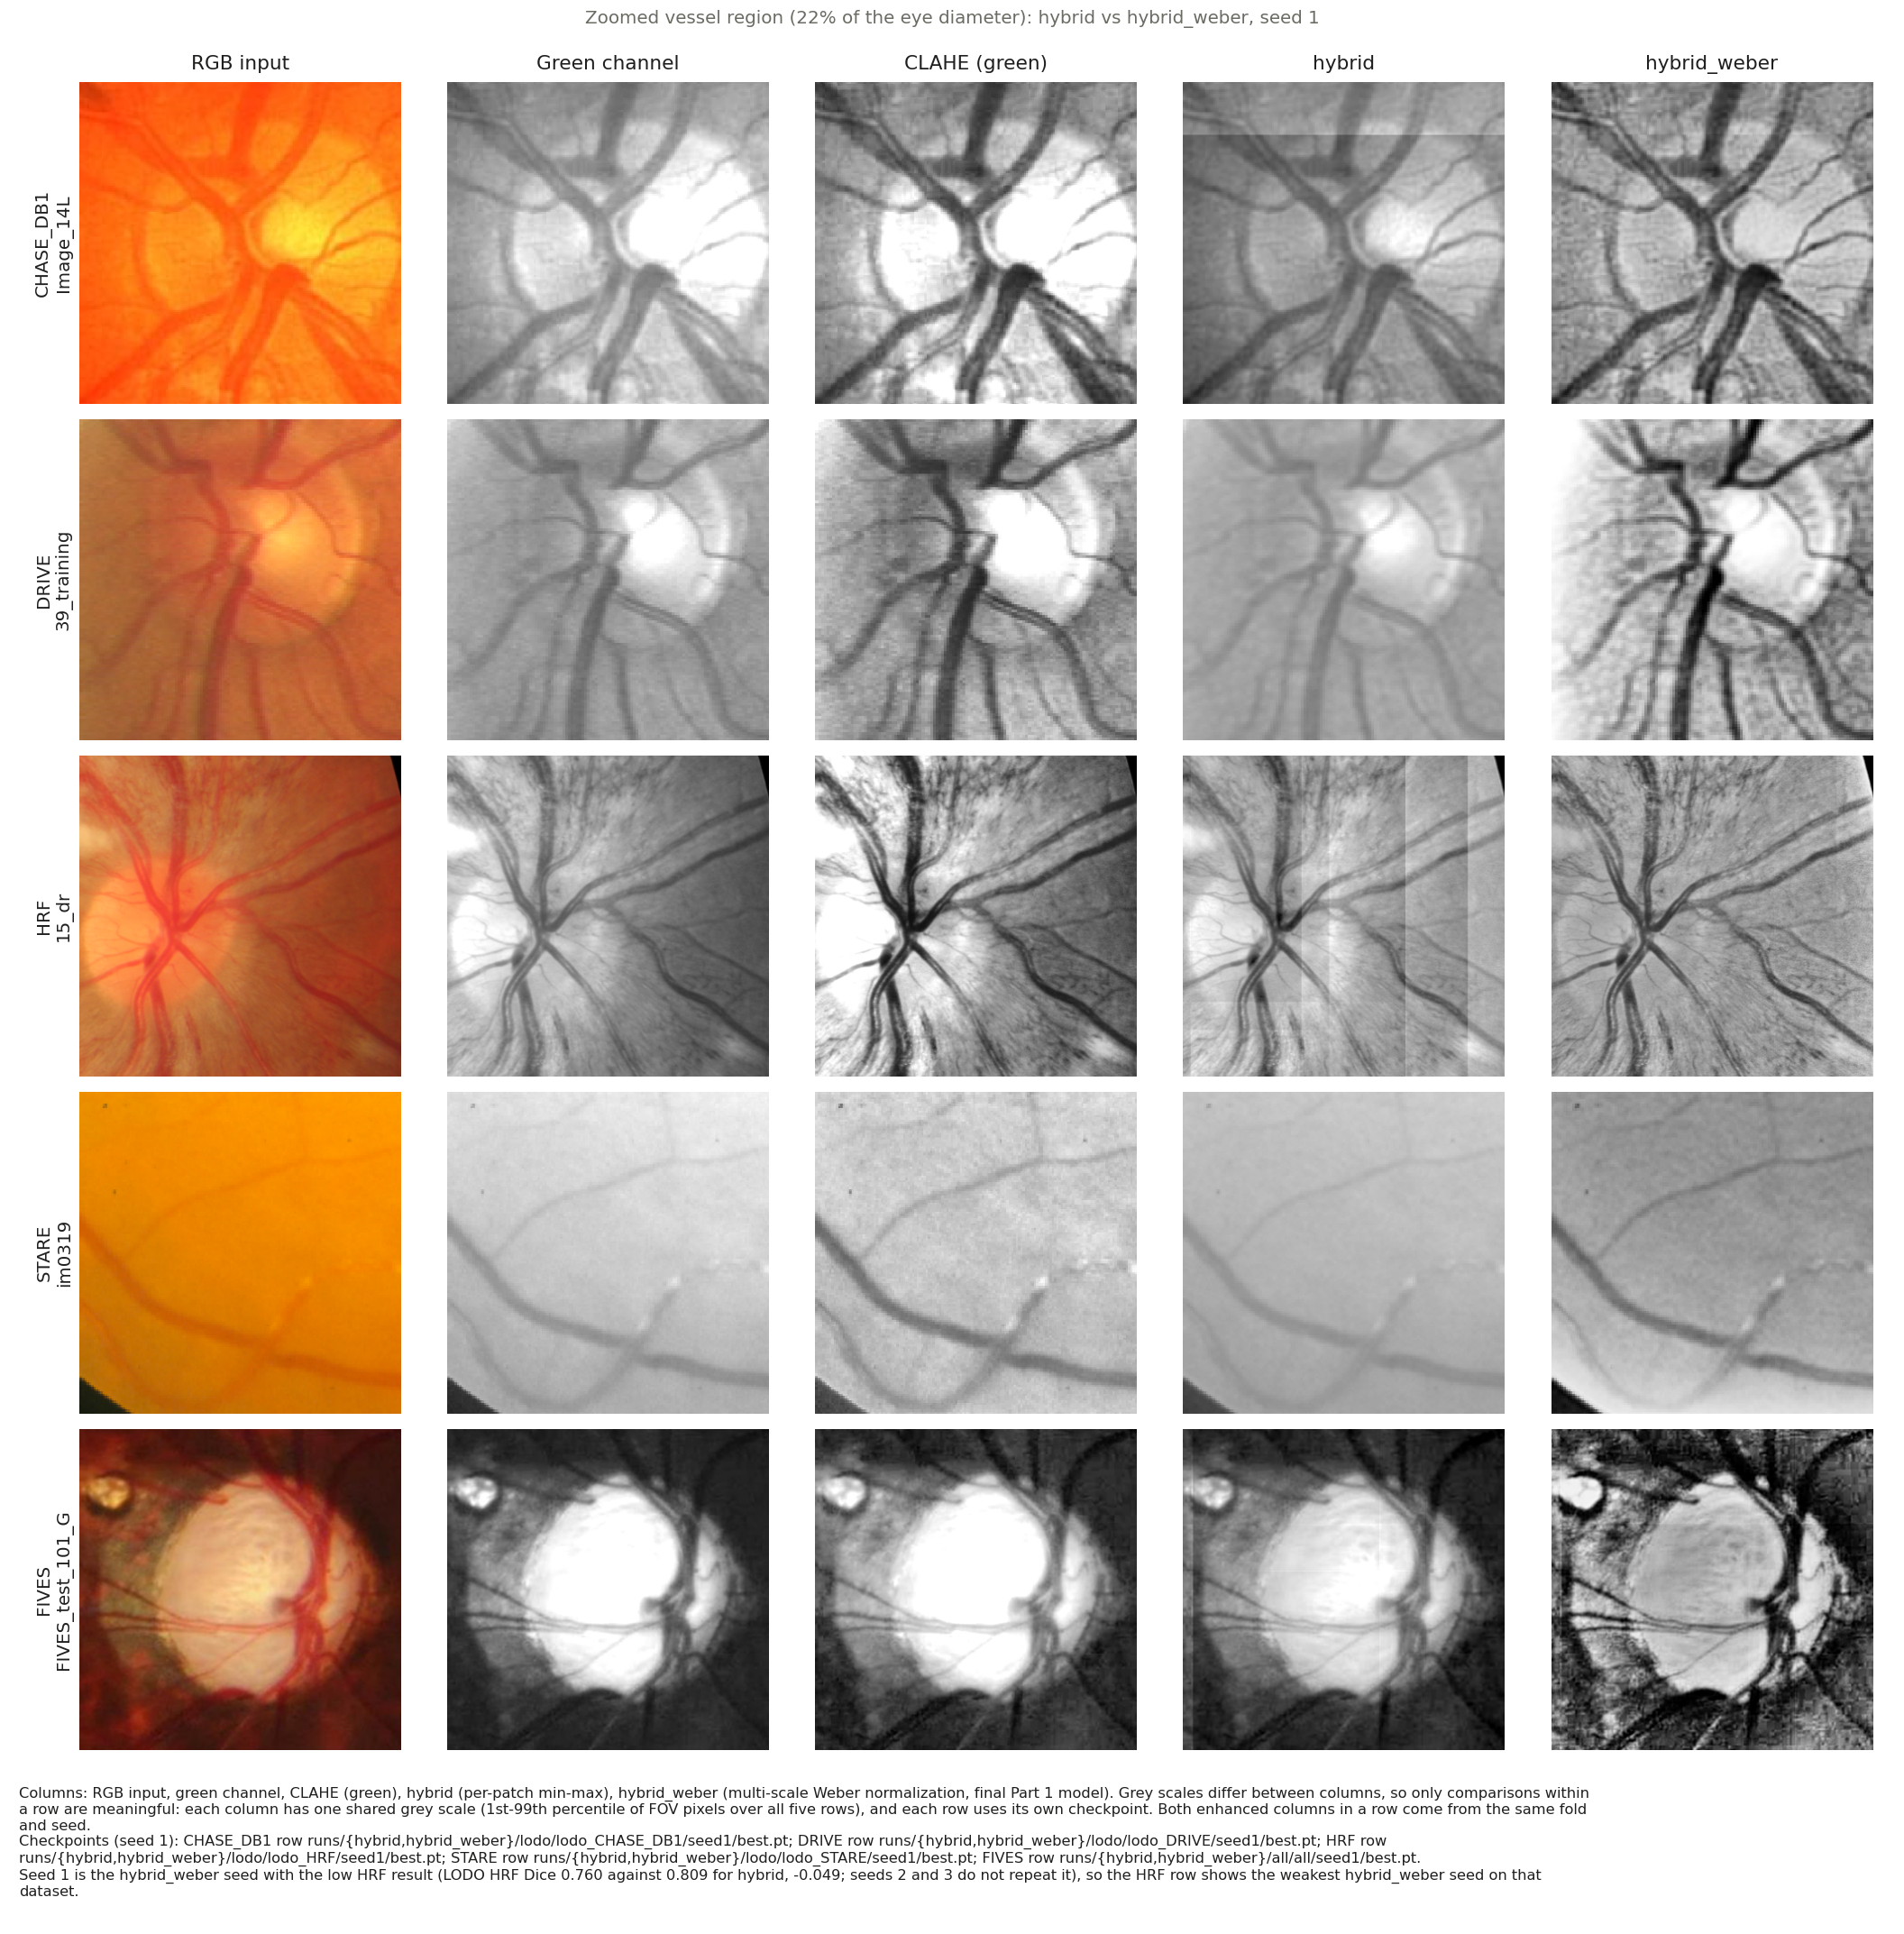 Zoomed vessel region (22% of the eye diameter): hybrid vs hybrid_weber, seed 1
RGB input
Green channel
CLAHE (green)
hybrid
hybrid_weber
CHASE_DB1
Image_14L
DRIVE
39_training
HRF
15_dr
STARE
im0319
FIVES
FIVES_test_101_G
Columns: RGB input, green channel, CLAHE (green), hybrid (per-patch min-max), hybrid_weber (multi-scale Weber normalization, final Part 1 model). Grey scales differ between columns, so only comparisons within
a row are meaningful: each column has one shared grey scale (1st-99th percentile of FOV pixels over all five rows), and each row uses its own checkpoint. Both enhanced columns in a row come from the same fold
and seed.
Checkpoints (seed 1): CHASE_DB1 row runs/{hybrid,hybrid_weber}/lodo/lodo_CHASE_DB1/seed1/best.pt; DRIVE row runs/{hybrid,hybrid_weber}/lodo/lodo_DRIVE/seed1/best.pt; HRF row
runs/{hybrid,hybrid_weber}/lodo/lodo_HRF/seed1/best.pt; STARE row runs/{hybrid,hybrid_weber}/lodo/lodo_STARE/seed1/best.pt; FIVES row runs/{hybrid,hybrid_weber}/all/all/seed1/best.pt.
Seed 1 is the hybrid_weber seed with the low HRF result (LODO HRF Dice 0.760 against 0.809 for hybrid, -0.049; seeds 2 and 3 do not repeat it), so the HRF row shows the weakest hybrid_weber seed on that
dataset.